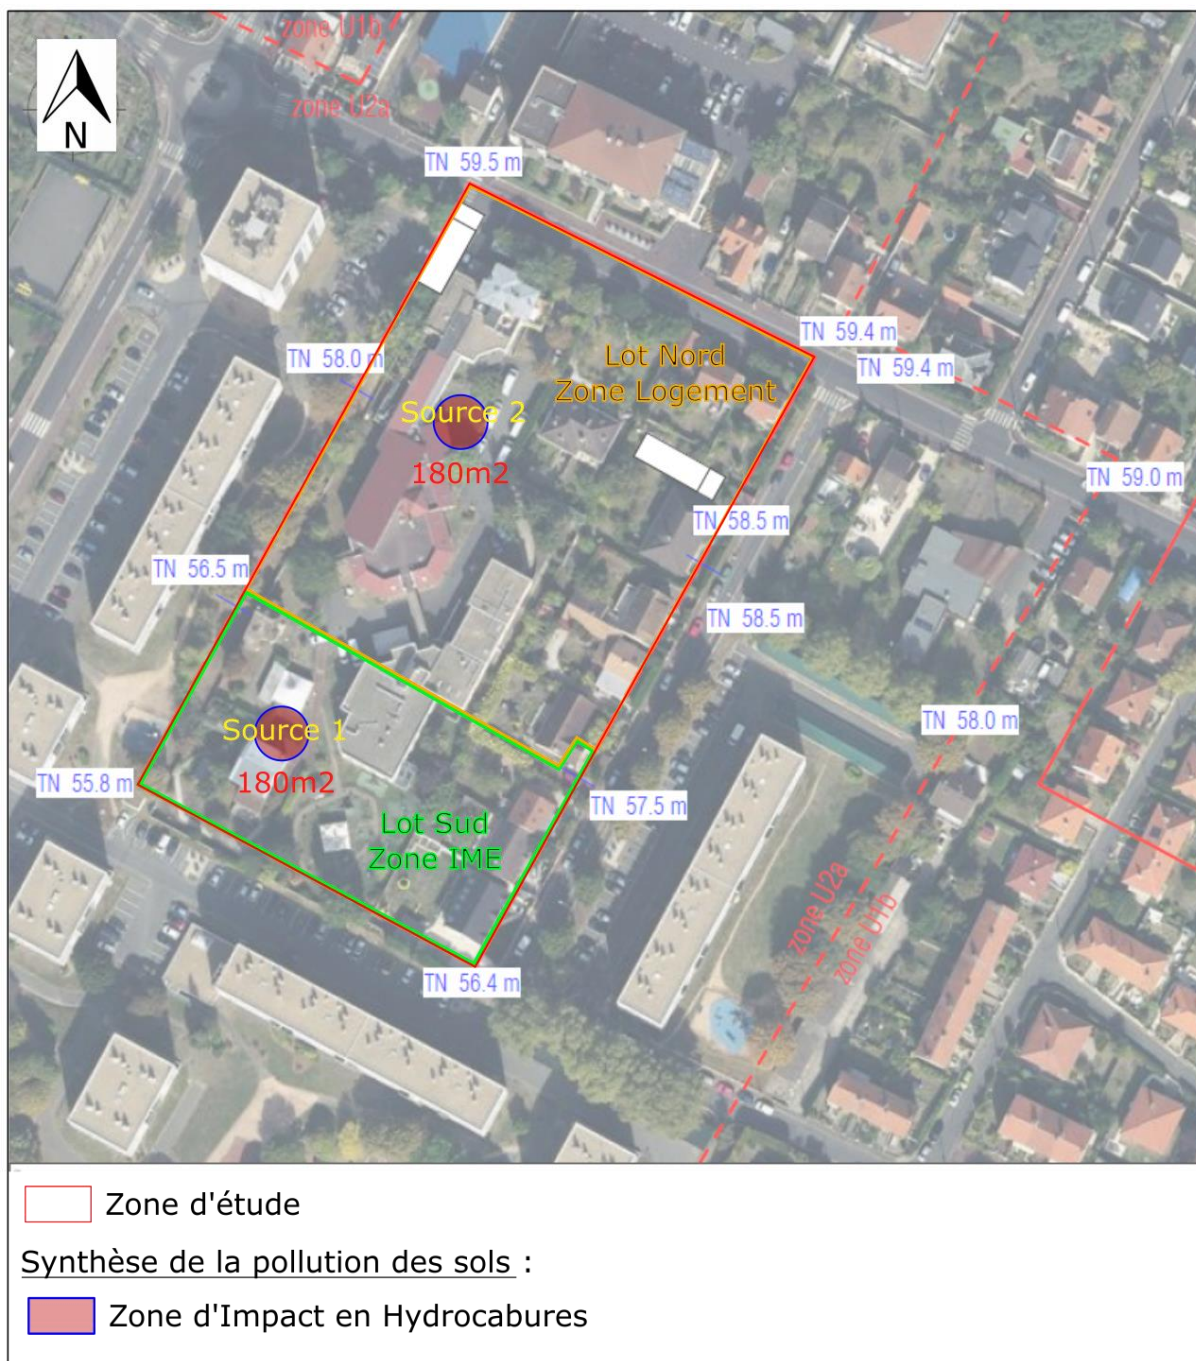 zone U1b
zone U2a
N
TN 59.5 m
TN 59.4 m
TN 59.4 m
TN 58.0 m
Lot Nord
Zone Logement
Source 2
180m2
TN 59.0 m
TN 58.5 m
TN 56.5 m
TN 58.5 m
TN 58.0 m
Source 1
180m2
TN 55.8 m
TN 57.5 m
Lot Sud
Zone IME
zone U2a
zone U1b
TN 56.4 m
Zone d'étude
Synthèse de la pollution des sols :
Zone d'Impact en Hydrocabures